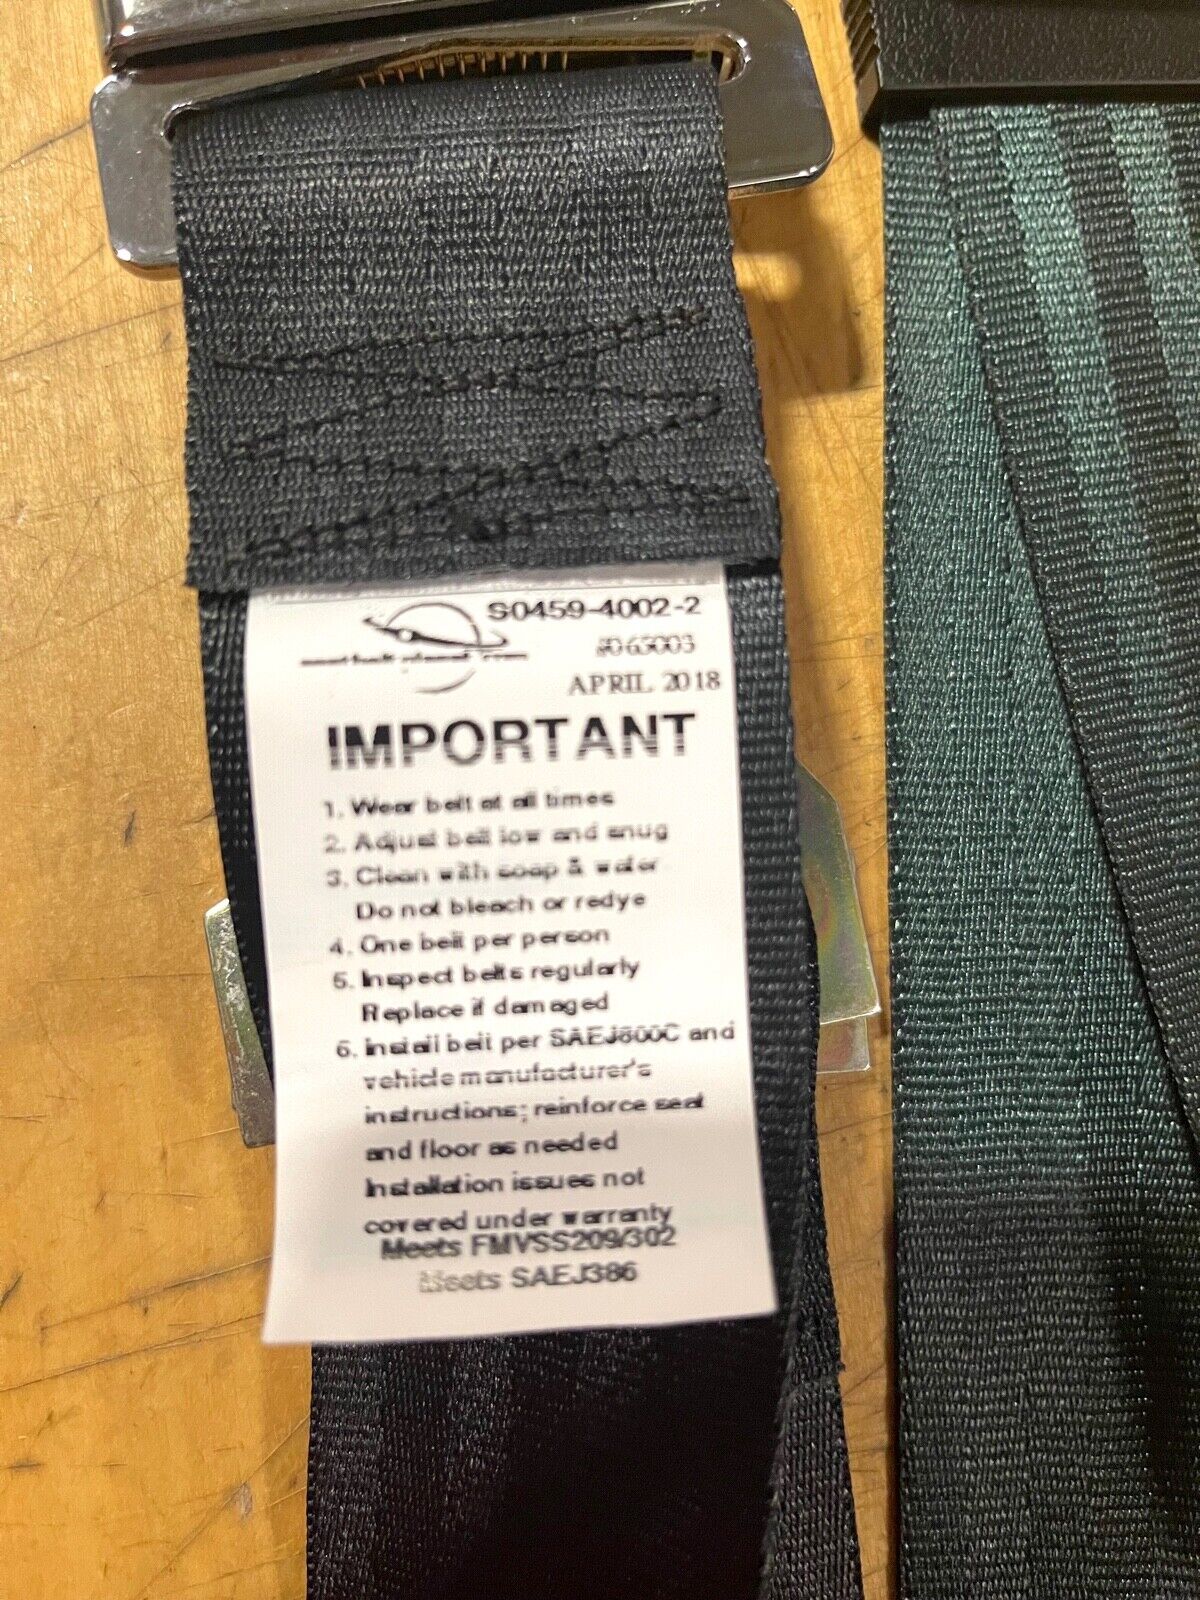 S0459-4002-2
seatbeltplanet.com
#065003
APRIL 2018
IMPORTANT
1. Wear belt at all times
2. Adjust belt low and snug
3. Clean with soap & water
Do not bleach or redye
4. One belt per person
5. Inspect belts regularly
Replace if damaged
6. Install belt per SAEJ800C and
vehicle manufacturer's
instructions; reinforce seat
and floor as needed
Installation issues not
covered under warranty
Meets FMVSS209/302
Meets SAEJ386